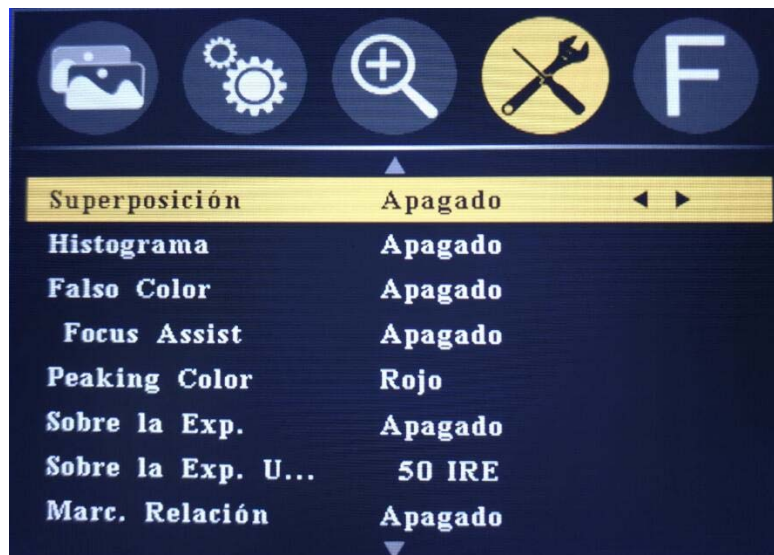 F
Superposición Apagado
Histograma Apagado
Falso Color Apagado
Focus Assist Apagado
Peaking Color Rojo
Sobre la Exp. Apagado
Sobre la Exp. U... 50 IRE
Marc. Relación Apagado